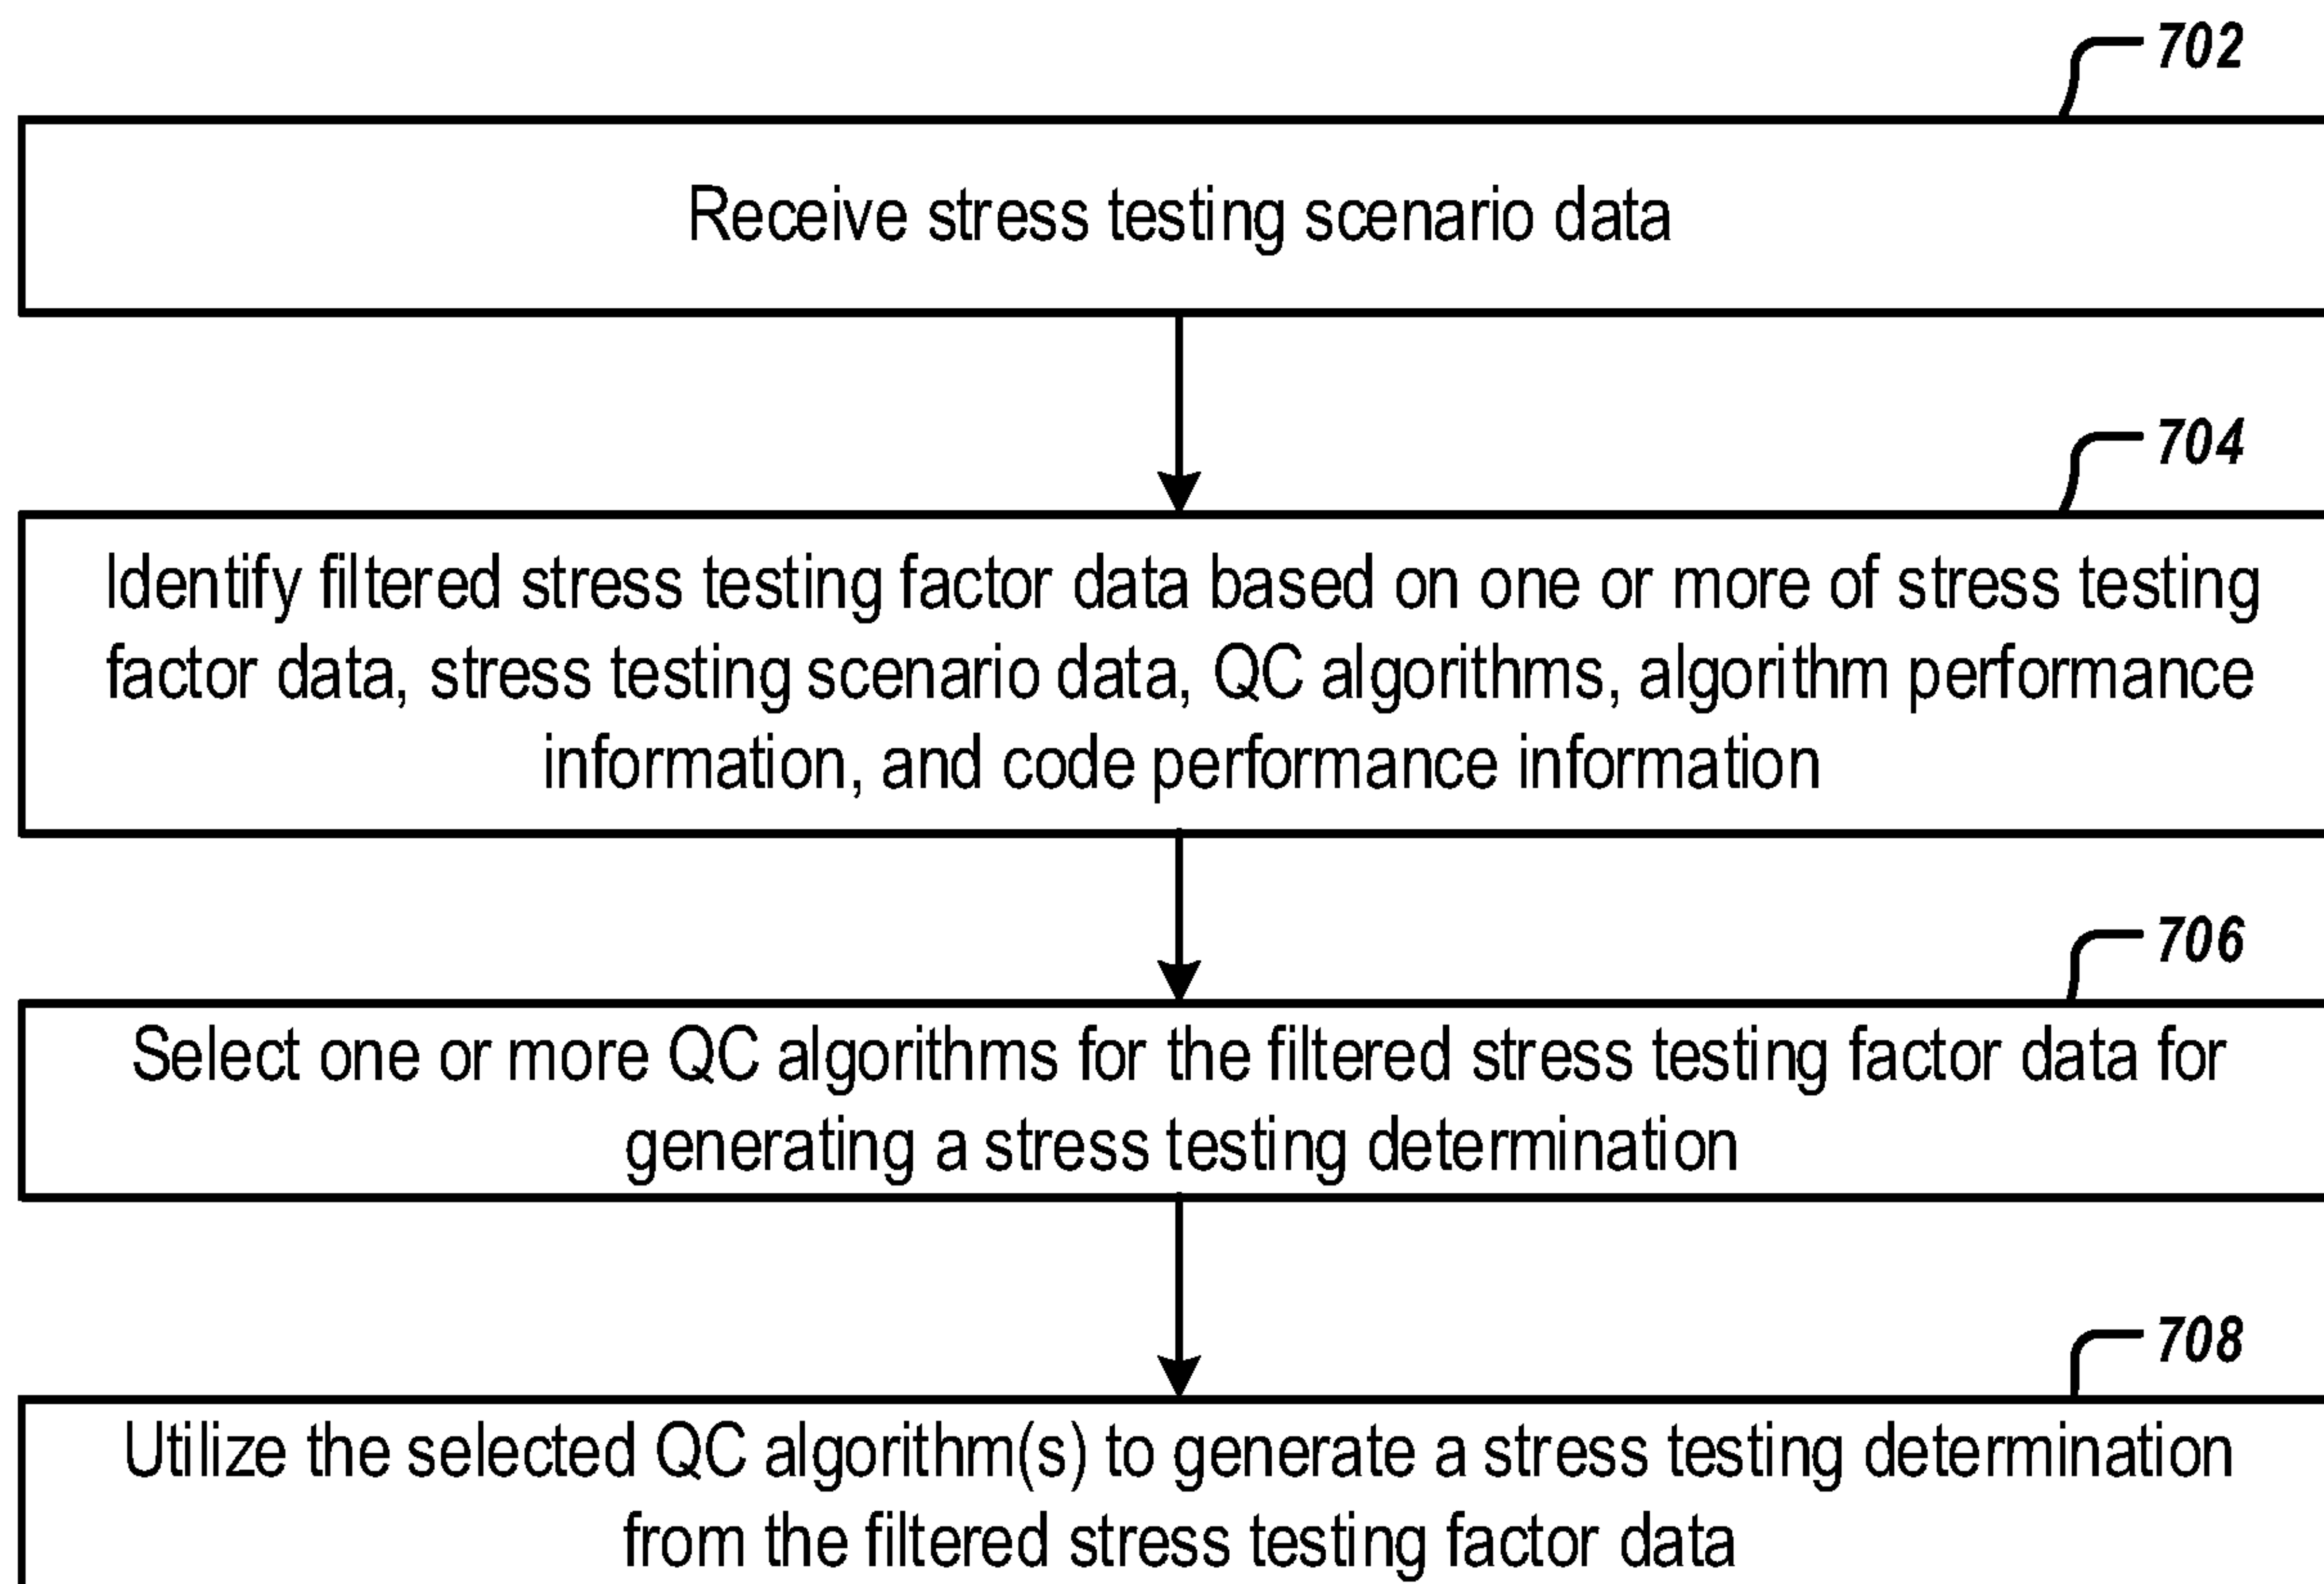 702
Receive stress testing scenario data
704
Identify filtered stress testing factor data based on one or more of stress testing
factor data, stress testing scenario data, QC algorithms, algorithm performance
information, and code performance information
706
Select one or more QC algorithms for the filtered stress testing factor data for
generating a stress testing determination
708
Utilize the selected QC algorithm(s) to generate a stress testing determination
from the filtered stress testing factor data